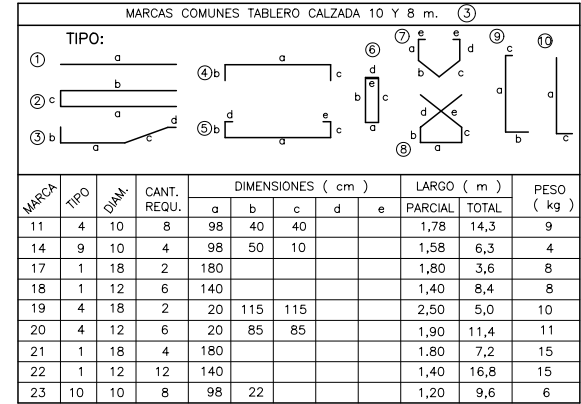 MARCAS COMUNES TABLERO CALZADA 10 Y 8 m. 3
TIPO:
1 a
2 c b a
3 b a c d
4 b a c
5 b d a e c
6 d e b c a
7 e e a d b c
8 d e b c a
9 c a b
10 a b
MARCA TIPO DIAM. CANT. REQU. DIMENSIONES ( cm ) LARGO ( m ) PESO ( kg )
a b c d e PARCIAL TOTAL
11 4 10 8 98 40 40 1,78 14,3 9
14 9 10 4 98 50 10 1,58 6,3 4
17 1 18 2 180 1,80 3,6 8
18 1 12 6 140 1,40 8,4 8
19 4 18 2 20 115 115 2,50 5,0 10
20 4 12 6 20 85 85 1,90 11,4 11
21 1 18 4 180 1.80 7,2 15
22 1 12 12 140 1,40 16,8 15
23 10 10 8 98 22 1,20 9,6 6